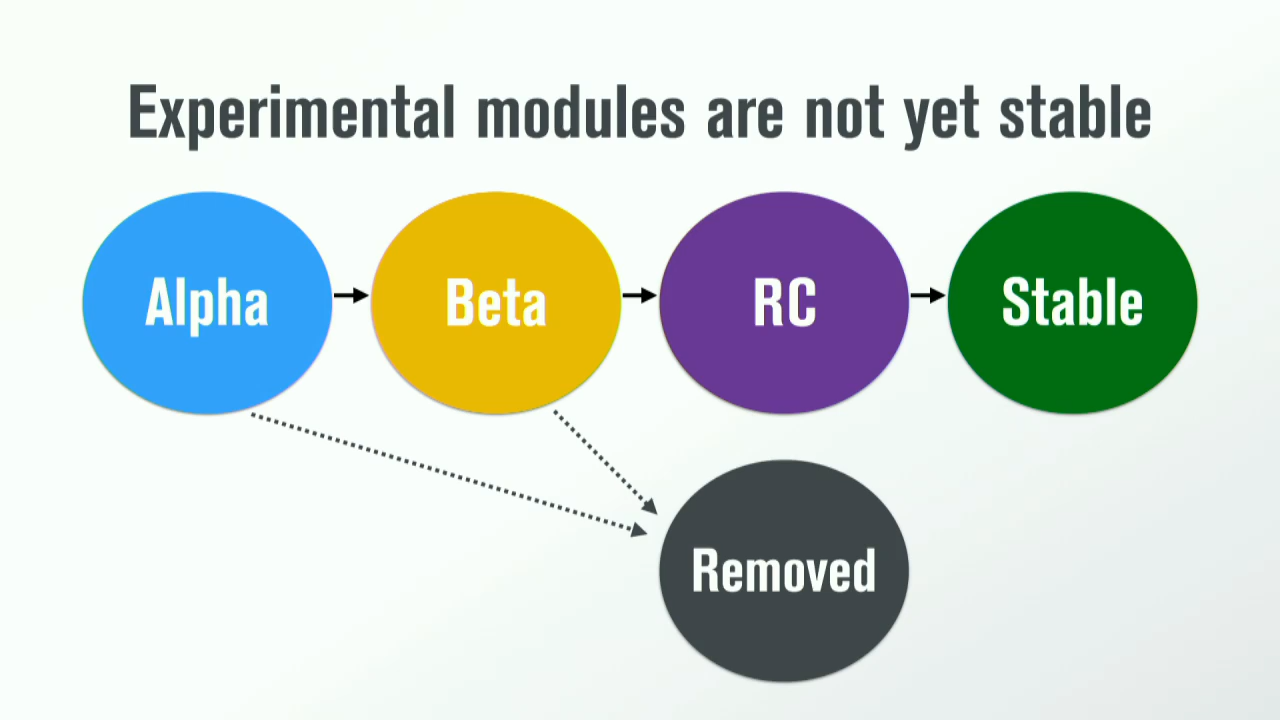 Experimental modules are not yet stable
Alpha
Beta
RC
Stable
Removed